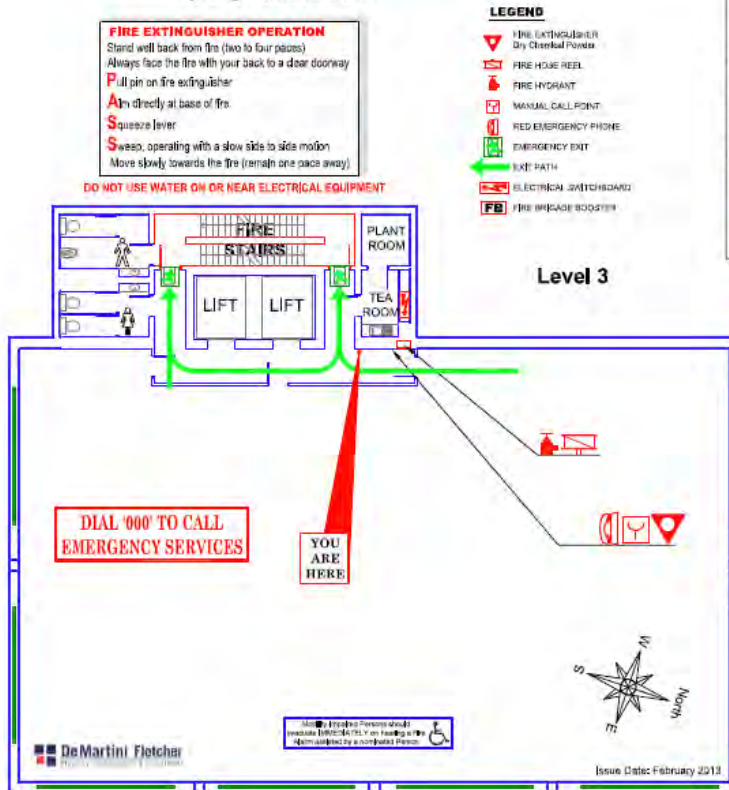 FIRE EXTINGUISHER OPERATION
Stand well back from fire (two to four paces)
Always face the fire with your back to a clear doorway
Pull pin on fire extinguisher
Aim directly at base of fire
Squeeze lever
Sweep, operating with a slow side to side motion
Move slowly towards the fire (remain one pace away)
DO NOT USE WATER ON OR NEAR ELECTRICAL EQUIPMENT
LEGEND
FIRE EXTINGUISHER
Dry Chemical Powder
FIRE HOSE REEL
FIRE HYDRANT
MANUAL CALL POINT
RED EMERGENCY PHONE
EMERGENCY EXIT
EXIT PATH
ELECTRICAL SWITCHBOARD
FB FIRE BRIGADE BOOSTER
Level 3
FIRE
STAIRS
PLANT
ROOM
LIFT
LIFT
TEA
ROOM
DIAL '000' TO CALL
EMERGENCY SERVICES
YOU
ARE
HERE
W
S
North
E
Mobility Impaired Persons should
evacuate IMMEDIATELY on hearing a Fire
Alarm assisted by a nominated Person
De Martini Fletcher
Issue Date: February 2013